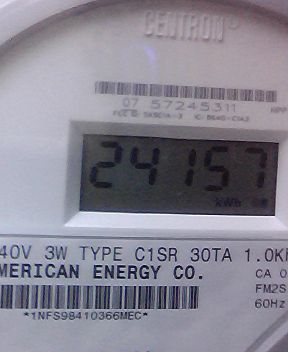 CENTRON®
07 57245311
24157
kWh
40V 3W TYPE C1SR 30TA 1.0K
MERICAN ENERGY CO.
CA 0
FM2S
60Hz
*1NFS98410366MEC*